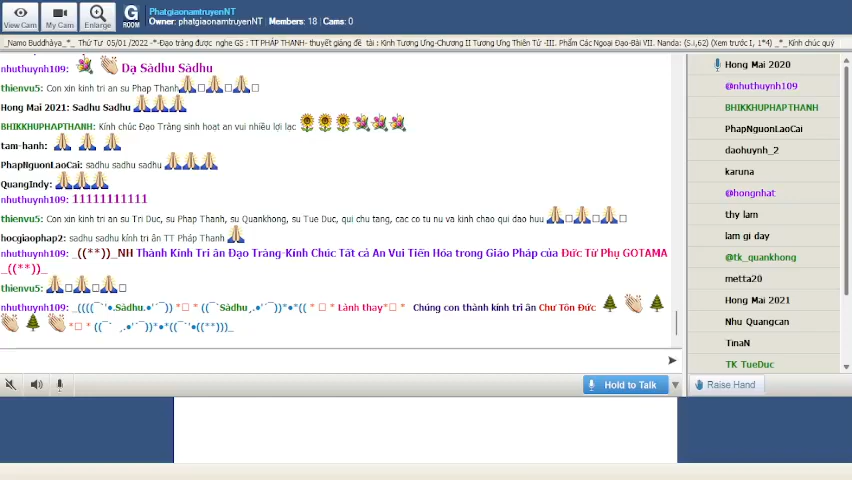 PhatgiaonamtruyenNT
Owner: phatgiaonamtruyenNT | Members: 18 | Cams: 0
View Cam
My Cam
Enlarge
G
ROOM
_Namo Buddhàya_*_ Thứ Tư 05/01 /2022 -*-Đạo tràng được nghe GS : TT PHÁP THANH- thuyết giảng đề tài : Kinh Tương Ưng-Chương II Tương Ưng Thiên Tử -III. Phẩm Các Ngoại Đạo-Bài VII. Nanda: (S.i,62) (Xem trước I, 1*4) _*_Kính chúc quý
nhuthuynh109: Dạ Sàdhu Sàdhu
thienvu5: Con xin kinh tri an su Phap Thanh
Hong Mai 2021: Sadhu Sadhu
BHIKKHUPHAPTHANH: Kính chúc Đạo Tràng sinh hoạt an vui nhiều lợi lạc
tam-hanh:
PhapNguonLaoCai: sadhu sadhu sadhu
QuangIndy:
nhuthuynh109: 11111111111
thienvu5: Con xin kinh tri an su Tri Duc, su Phap Thanh, su Quankhong, su Tue Duc, qui chu tang, cac co tu nu va kinh chao qui dao huu
hocgiaophap2: sadhu sadhu kính tri ân TT Pháp Thanh
nhuthuynh109: _((**))_NH Thành Kính Tri ân Đạo Tràng-Kính Chúc Tất cả An Vui Tiến Hóa trong Giáo Pháp của Đức Từ Phụ GOTAMA
_((**))_
thienvu5:
nhuthuynh109: _((((¯`'•.Sàdhu.•'´¯)) *□ * ((¯`Sàdhu¸.•'´¯))*•*(( * □ * Lành thay*□ * Chúng con thành kính tri ân Chư Tôn Đức
*□ * ((¯` ¸.•'´¯))*•*((¯`'•((**)))_
Hold to Talk
Raise Hand
Hong Mai 2020
@nhuthuynh109
BHIKKHUPHAPTHANH
PhapNguonLaoCai
daohuynh_2
karuna
@hongnhat
thy lam
lam gi day
@tk_quankhong
metta20
Hong Mai 2021
Nhu Quangcan
TinaN
TK TueDuc